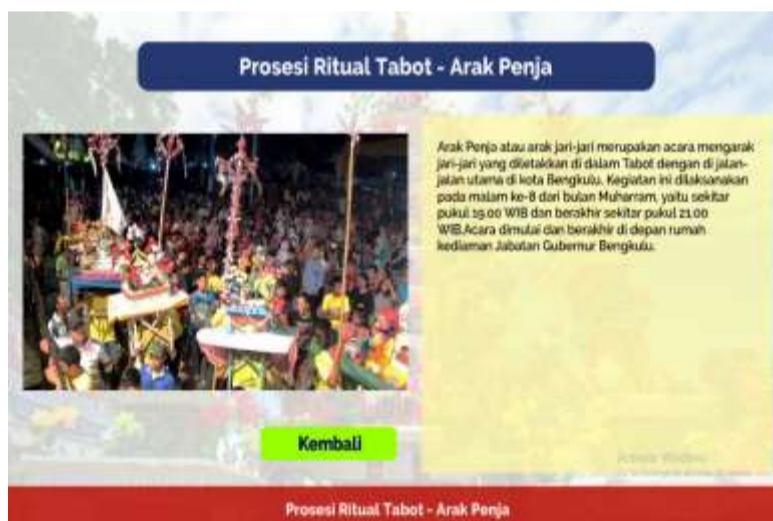 Prosesi Ritual Tabot - Arak Penja
Arak Penja atau arak jari-jari merupakan acara mengarak
jari-jari yang diletakkan di dalam Tabot dengan di jalan-
jalan utama di kota Bengkulu. Kegiatan ini dilaksanakan
pada malam ke-8 dari bulan Muharram, yaitu sekitar
pukul 19.00 WIB dan berakhir sekitar pukul 21.00
WIB.Acara dimulai dan berakhir di depan rumah
kediaman Jabatan Gubernur Bengkulu.
Kembali
Activate Windows
Prosesi Ritual Tabot - Arak Penja